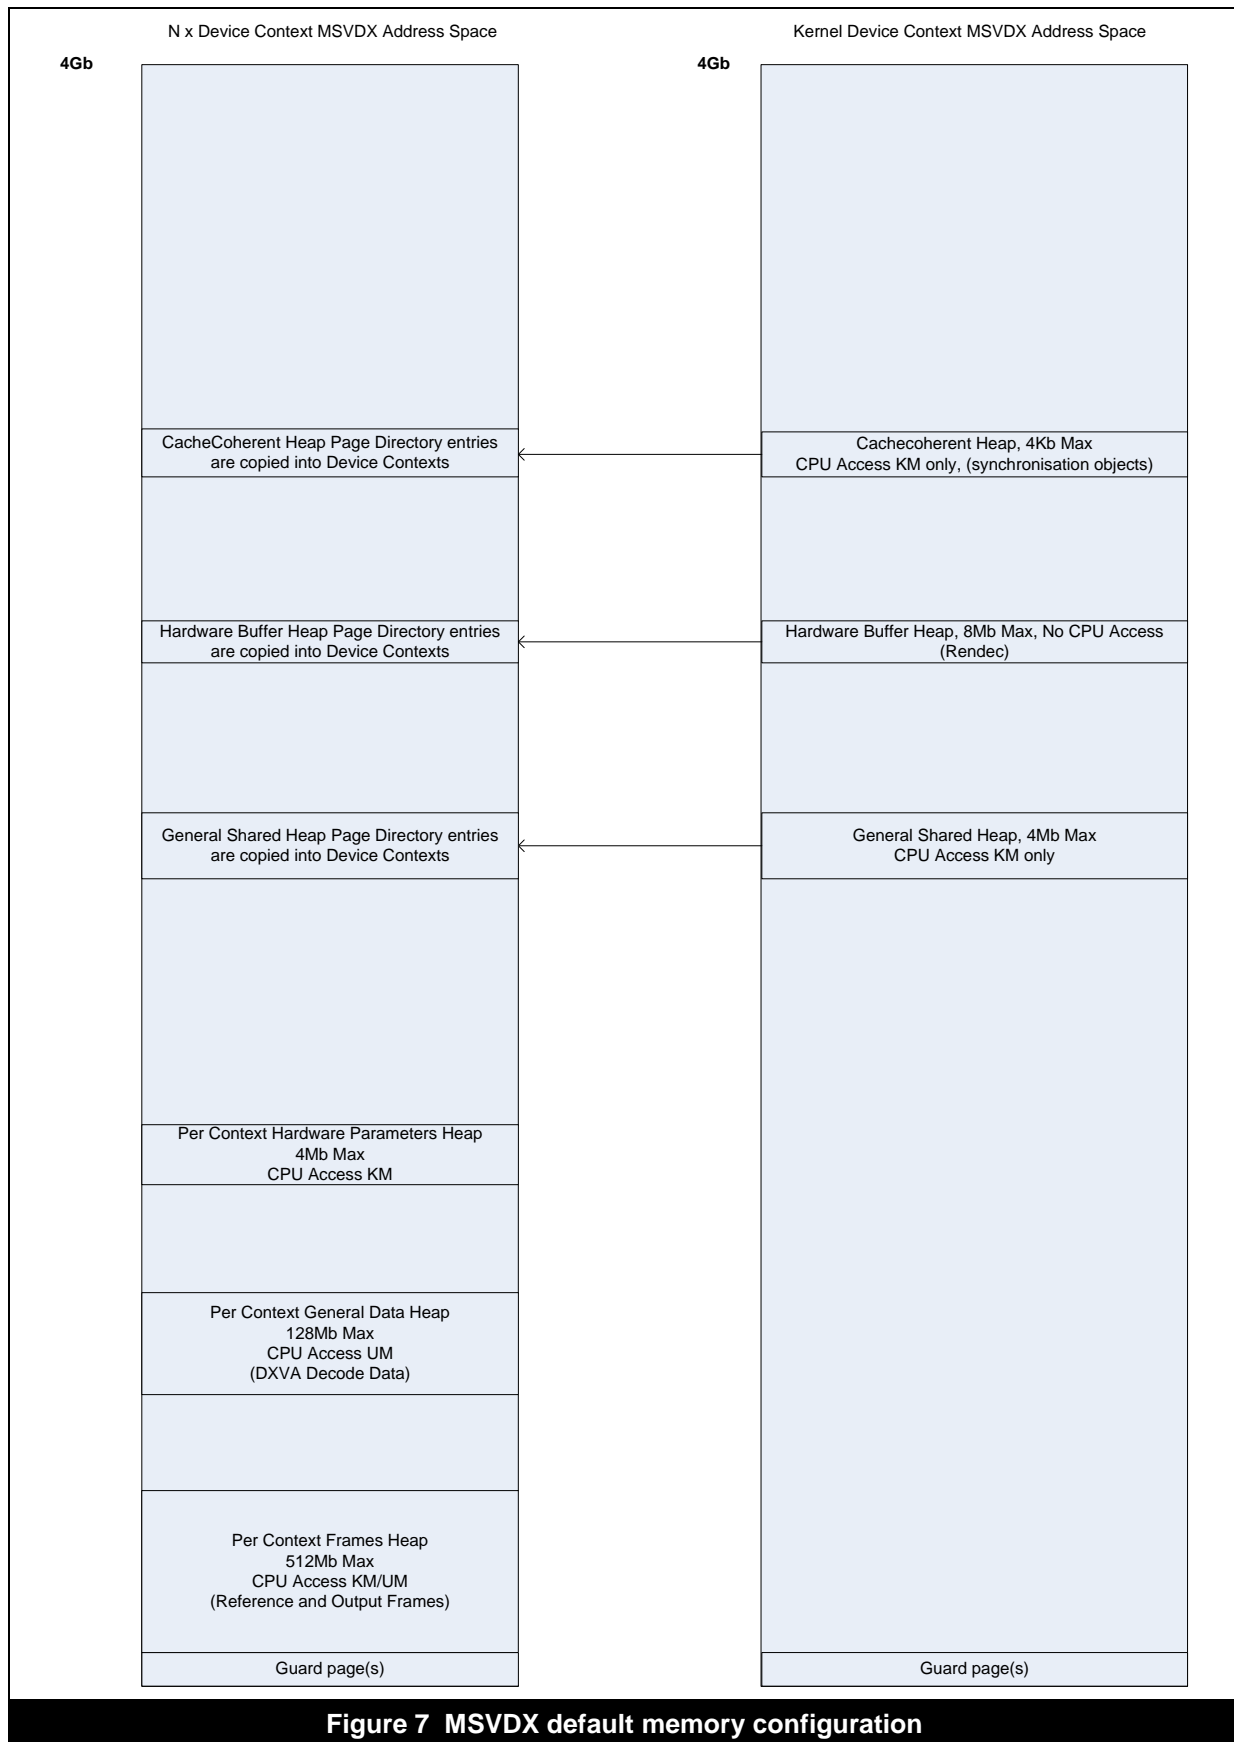 N x Device Context MSVDX Address Space
Kernel Device Context MSVDX Address Space
4Gb
4Gb
CacheCoherent Heap Page Directory entries
are copied into Device Contexts
Cachecoherent Heap, 4Kb Max
CPU Access KM only, (synchronisation objects)
Hardware Buffer Heap Page Directory entries
are copied into Device Contexts
Hardware Buffer Heap, 8Mb Max, No CPU Access
(Rendec)
General Shared Heap Page Directory entries
are copied into Device Contexts
General Shared Heap, 4Mb Max
CPU Access KM only
Per Context Hardware Parameters Heap
4Mb Max
CPU Access KM
Per Context General Data Heap
128Mb Max
CPU Access UM
(DXVA Decode Data)
Per Context Frames Heap
512Mb Max
CPU Access KM/UM
(Reference and Output Frames)
Guard page(s)
Guard page(s)
Figure 7 MSVDX default memory configuration